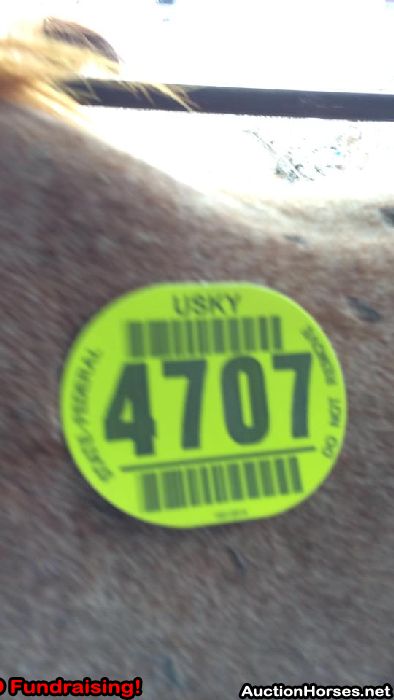 USKY
STATE-FEDERAL
4707
DO NOT REMOVE
Fundraising!
AuctionHorses.net